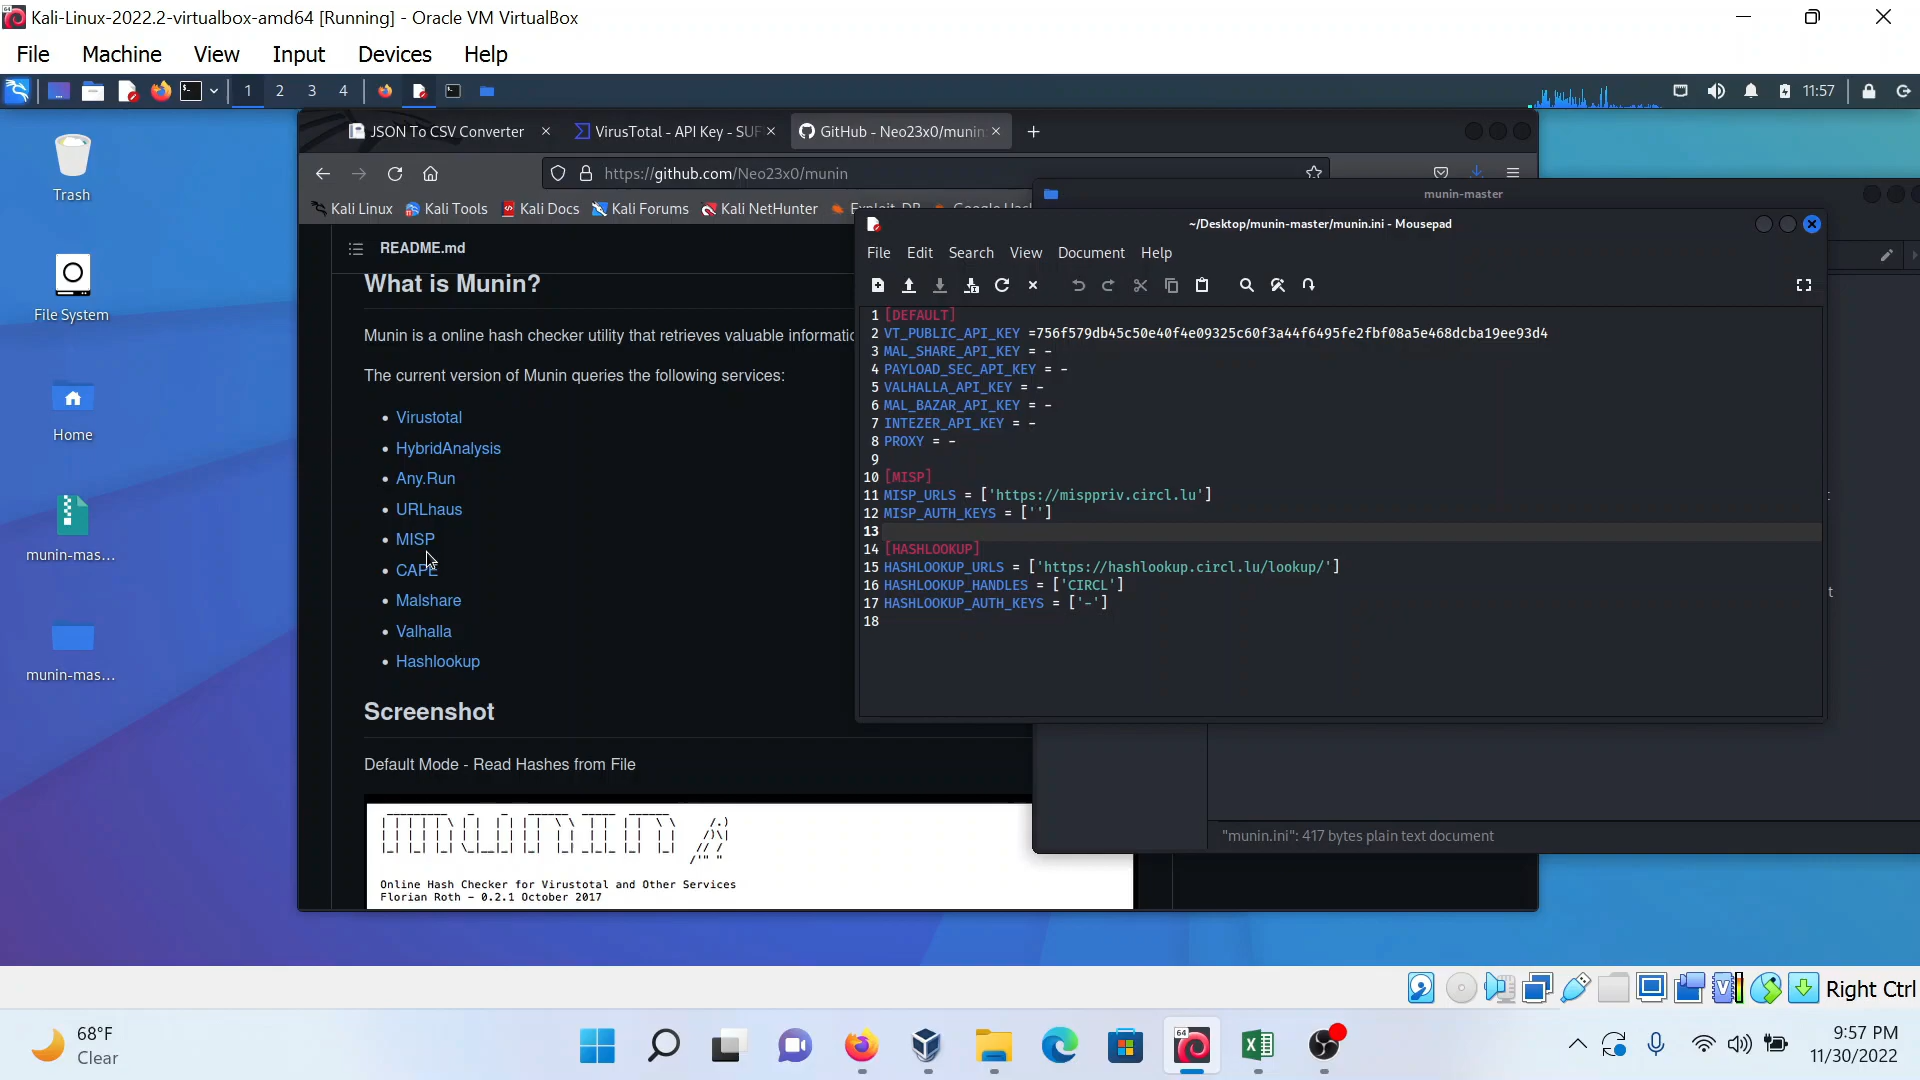 Kali-Linux-2022.2-virtualbox-amd64 [Running] - Oracle VM VirtualBox
File Machine View Input Devices Help
1 2 3 4 11:57
JSON To CSV Converter VirusTotal - API Key - SUF GitHub - Neo23x0/munin:
https://github.com/Neo23x0/munin
Kali Linux Kali Tools Kali Docs Kali Forums Kali NetHunter
munin-master
~/Desktop/munin-master/munin.ini - Mousepad
File Edit Search View Document Help
Trash
File System
Home
munin-mas...
munin-mas...
README.md
What is Munin?
Munin is a online hash checker utility that retrieves valuable informatic
The current version of Munin queries the following services:
Virustotal
HybridAnalysis
Any.Run
URLhaus
MISP
CAPE
Malshare
Valhalla
Hashlookup
Screenshot
Default Mode - Read Hashes from File
Online Hash Checker for Virustotal and Other Services
Florian Roth - 0.2.1 October 2017
1 [DEFAULT]
2 VT_PUBLIC_API_KEY =756f579db45c50e40f4e09325c60f3a44f6495fe2fbf08a5e468dcba19ee93d4
3 MAL_SHARE_API_KEY = -
4 PAYLOAD_SEC_API_KEY = -
5 VALHALLA_API_KEY = -
6 MAL_BAZAR_API_KEY = -
7 INTEZER_API_KEY = -
8 PROXY = -
9
10 [MISP]
11 MISP_URLS = ['https://misppriv.circl.lu']
12 MISP_AUTH_KEYS = ['']
13
14 [HASHLOOKUP]
15 HASHLOOKUP_URLS = ['https://hashlookup.circl.lu/lookup/']
16 HASHLOOKUP_HANDLES = ['CIRCL']
17 HASHLOOKUP_AUTH_KEYS = ['-']
18
"munin.ini": 417 bytes plain text document
Right Ctrl
68°F
Clear
64
9:57 PM
11/30/2022